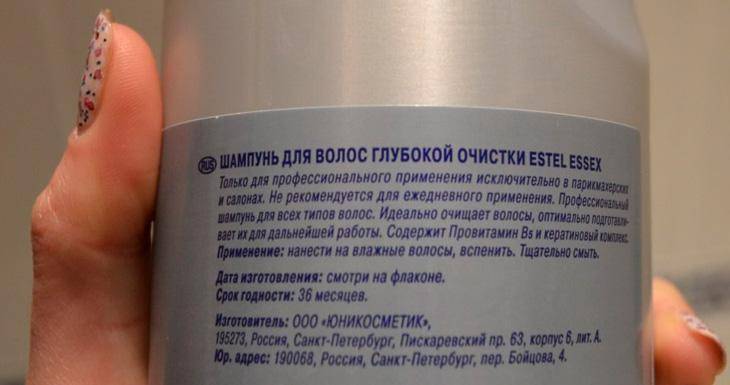 RUS ШАМПУНЬ ДЛЯ ВОЛОС ГЛУБОКОЙ ОЧИСТКИ ESTEL ESSEX
Только для профессионального применения исключительно в парикмахерских
и салонах. Не рекомендуется для ежедневного применения. Профессиональный
шампунь для всех типов волос. Идеально очищает волосы, оптимально подготавли-
вает их для дальнейшей работы. Содержит Провитамин B5 и кератиновый комплекс.
Применение: нанести на влажные волосы, вспенить. Тщательно смыть.
Дата изготовления: смотри на флаконе.
Срок годности: 36 месяцев.
Изготовитель: ООО «ЮНИКОСМЕТИК»,
195273, Россия, Санкт-Петербург, Пискаревский пр. 63, корпус 6, лит. А.
Юр. адрес: 190068, Россия, Санкт-Петербург, пер. Бойцова, 4.